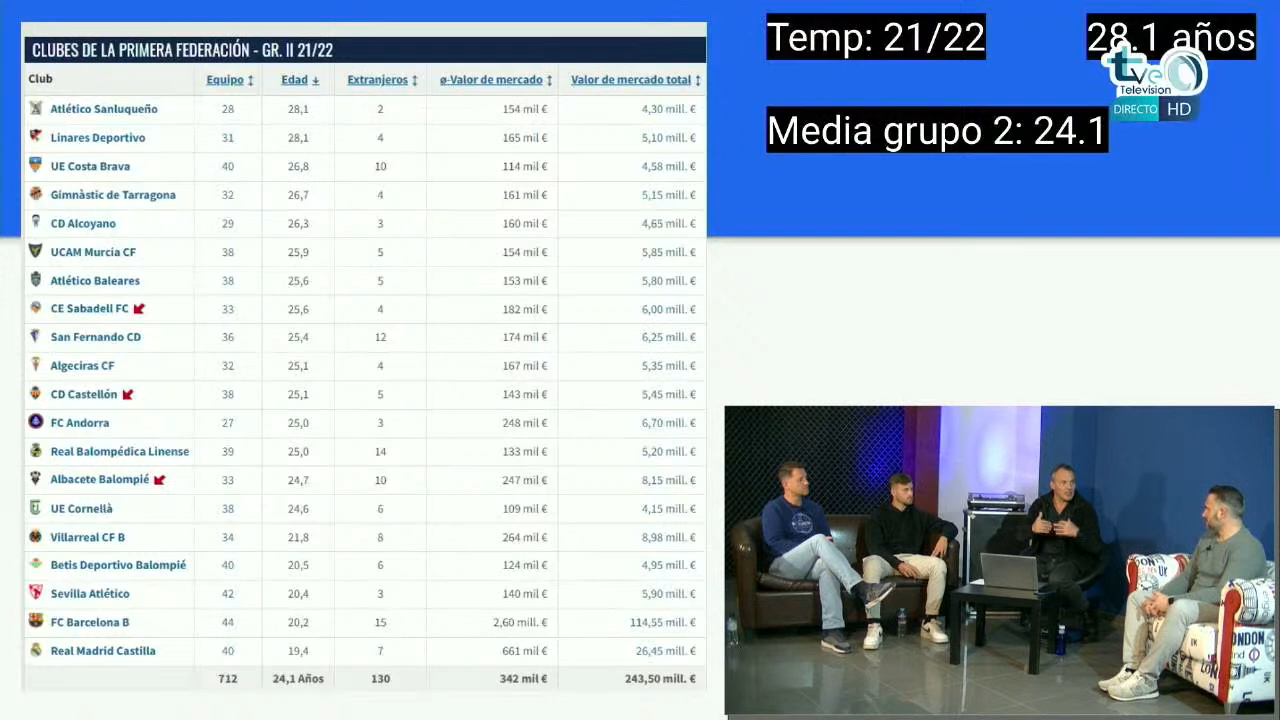 CLUBES DE LA PRIMERA FEDERACIÓN - GR. II 21/22
Club Equipo Edad Extranjeros ø-Valor de mercado Valor de mercado total
Atlético Sanluqueño 28 28,1 2 154 mil € 4,30 mill. €
Linares Deportivo 31 28,1 4 165 mil € 5,10 mill. €
UE Costa Brava 40 26,8 10 114 mil € 4,58 mill. €
Gimnàstic de Tarragona 32 26,7 4 161 mil € 5,15 mill. €
CD Alcoyano 29 26,3 3 160 mil € 4,65 mill. €
UCAM Murcia CF 38 25,9 5 154 mil € 5,85 mill. €
Atlético Baleares 38 25,6 5 153 mil € 5,80 mill. €
CE Sabadell FC 33 25,6 4 182 mil € 6,00 mill. €
San Fernando CD 36 25,4 12 174 mil € 6,25 mill. €
Algeciras CF 32 25,1 4 167 mil € 5,35 mill. €
CD Castellón 38 25,1 5 143 mil € 5,45 mill. €
FC Andorra 27 25,0 3 248 mil € 6,70 mill. €
Real Balompédica Linense 39 25,0 14 133 mil € 5,20 mill. €
Albacete Balompié 33 24,7 10 247 mil € 8,15 mill. €
UE Cornellà 38 24,6 6 109 mil € 4,15 mill. €
Villarreal CF B 34 21,8 8 264 mil € 8,98 mill. €
Betis Deportivo Balompié 40 20,5 6 124 mil € 4,95 mill. €
Sevilla Atlético 42 20,4 3 140 mil € 5,90 mill. €
FC Barcelona B 44 20,2 15 2,60 mill. € 114,55 mill. €
Real Madrid Castilla 40 19,4 7 661 mil € 26,45 mill. €
712 24,1 Años 130 342 mil € 243,50 mill. €
Temp: 21/22 28.1 años
tve
Television
DIRECTO HD
Media grupo 2: 24.1
LONDON
UK
LONDON